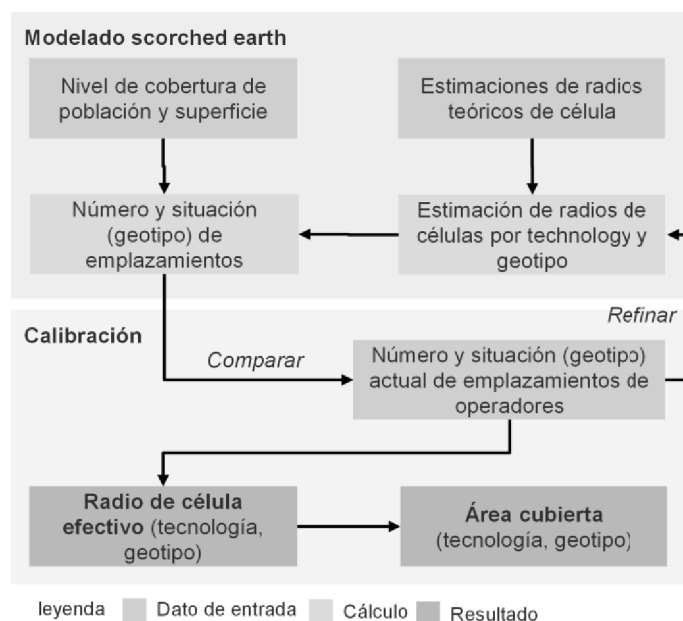 Modelado scorched earth
Nivel de cobertura de
población y superficie
Estimaciones de radios
teóricos de célula
Número y situación
(geotipo) de
emplazamientos
Estimación de radios de
células por technology y
geotipo
Refinar
Calibración
Comparar
Número y situación (geotipo)
actual de emplazamientos de
operadores
Radio de célula
efectivo (tecnología,
geotipo)
Área cubierta
(tecnología, geotipo)
leyenda Dato de entrada Cálculo Resultado